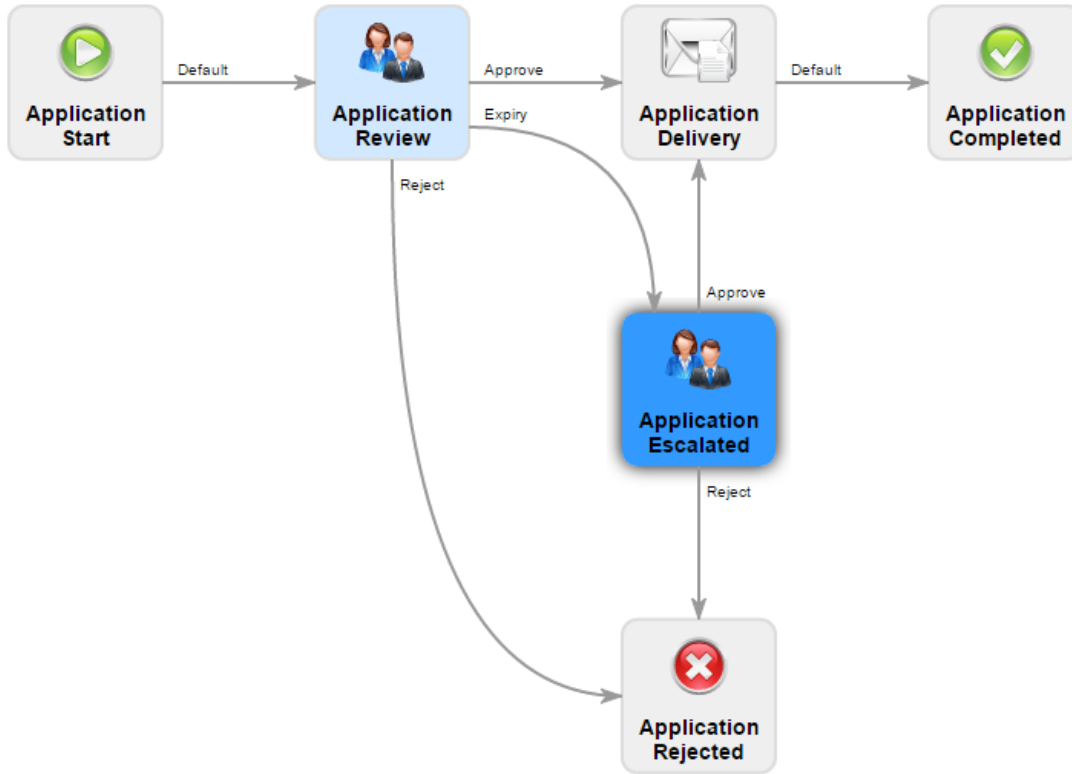 Default
Approve
Default
Application
Start
Application
Review
Application
Delivery
Application
Completed
Expiry
Reject
Approve
Application
Escalated
Reject
Application
Rejected